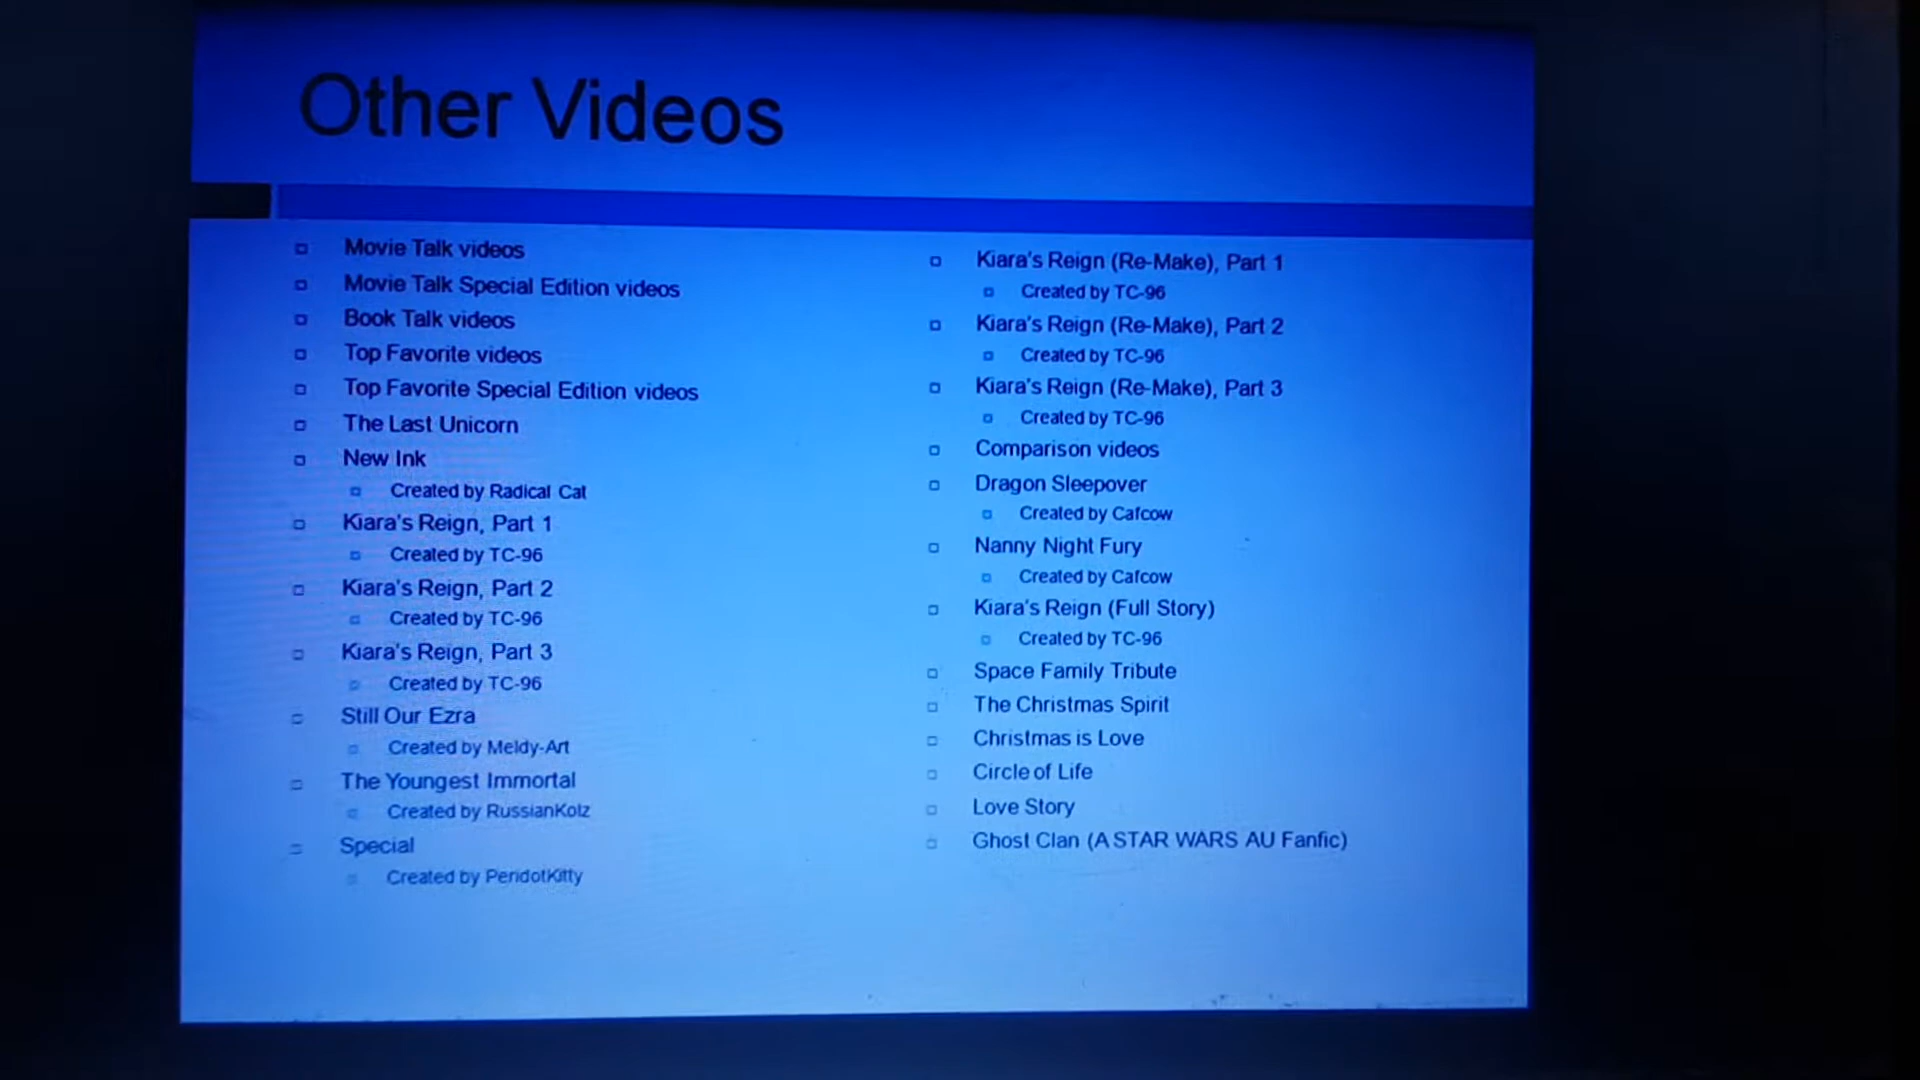 Other Videos
Movie Talk videos
Movie Talk Special Edition videos
Book Talk videos
Top Favorite videos
Top Favorite Special Edition videos
The Last Unicorn
New Ink
Created by Radical Cat
Kiara's Reign, Part 1
Created by TC-96
Kiara's Reign, Part 2
Created by TC-96
Kiara's Reign, Part 3
Created by TC-96
Still Our Ezra
Created by Meldy-Art
The Youngest Immortal
Created by RussianKolz
Special
Created by PeridotKitty
Kiara's Reign (Re-Make), Part 1
Created by TC-96
Kiara's Reign (Re-Make), Part 2
Created by TC-96
Kiara's Reign (Re-Make), Part 3
Created by TC-96
Comparison videos
Dragon Sleepover
Created by Cafcow
Nanny Night Fury
Created by Cafcow
Kiara's Reign (Full Story)
Created by TC-96
Space Family Tribute
The Christmas Spirit
Christmas is Love
Circle of Life
Love Story
Ghost Clan (A STAR WARS AU Fanfic)